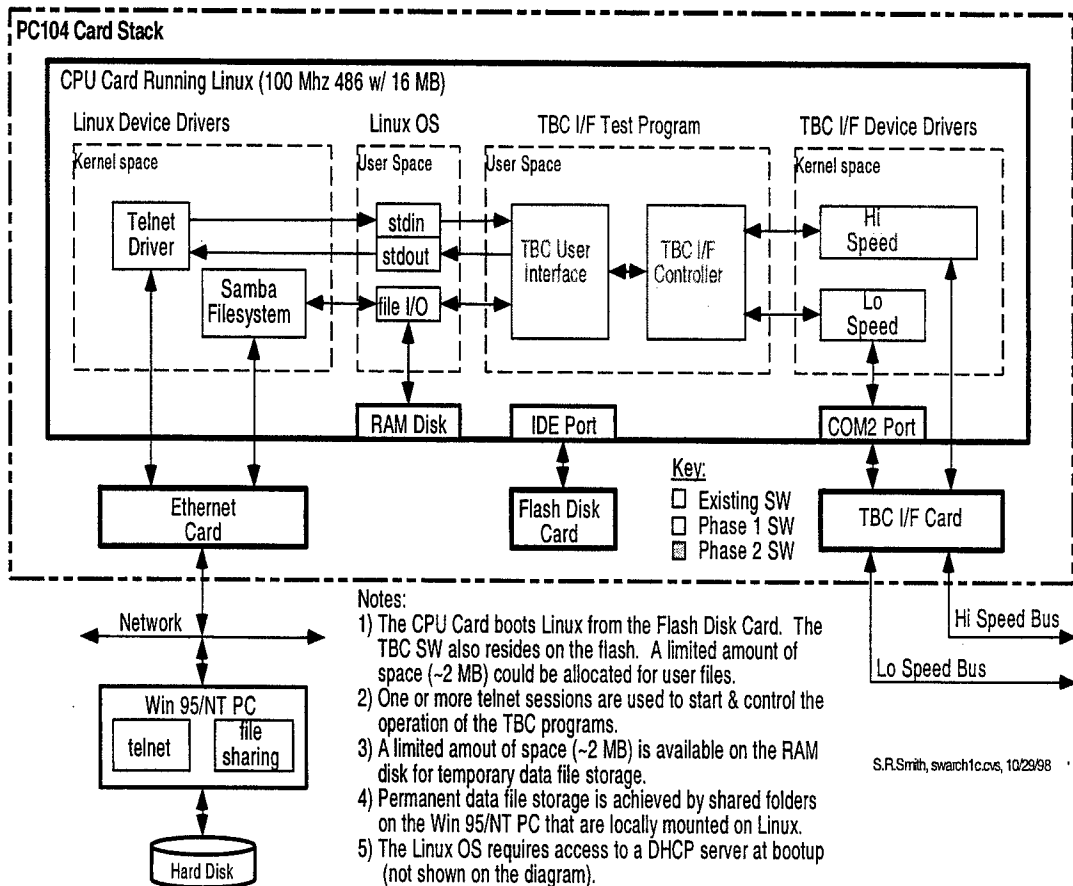 PC104 Card Stack
CPU Card Running Linux (100 Mhz 486 w/ 16 MB)
Linux Device Drivers
Linux OS
TBC I/F Test Program
TBC I/F Device Drivers
Kernel space
User Space
User Space
Kernel space
Telnet
Driver
stdin
stdout
TBC User
Interface
TBC I/F
Controller
Hi
Speed
Samba
Filesystem
file I/O
Lo
Speed
RAM Disk
IDE Port
COM2 Port
Ethernet
Card
Flash Disk
Card
Key:
Existing SW
Phase 1 SW
Phase 2 SW
TBC I/F Card
Network
Hi Speed Bus
Lo Speed Bus
Win 95/NT PC
telnet
file
sharing
Hard Disk
Notes:
1) The CPU Card boots Linux from the Flash Disk Card. The
TBC SW also resides on the flash. A limited amount of
space (~2 MB) could be allocated for user files.
2) One or more telnet sessions are used to start & control the
operation of the TBC programs.
3) A limited amout of space (~2 MB) is available on the RAM
disk for temporary data file storage.
4) Permanent data file storage is achieved by shared folders
on the Win 95/NT PC that are locally mounted on Linux.
5) The Linux OS requires access to a DHCP server at bootup
(not shown on the diagram).
S.R.Smith, swarch1c.cvs, 10/29/98